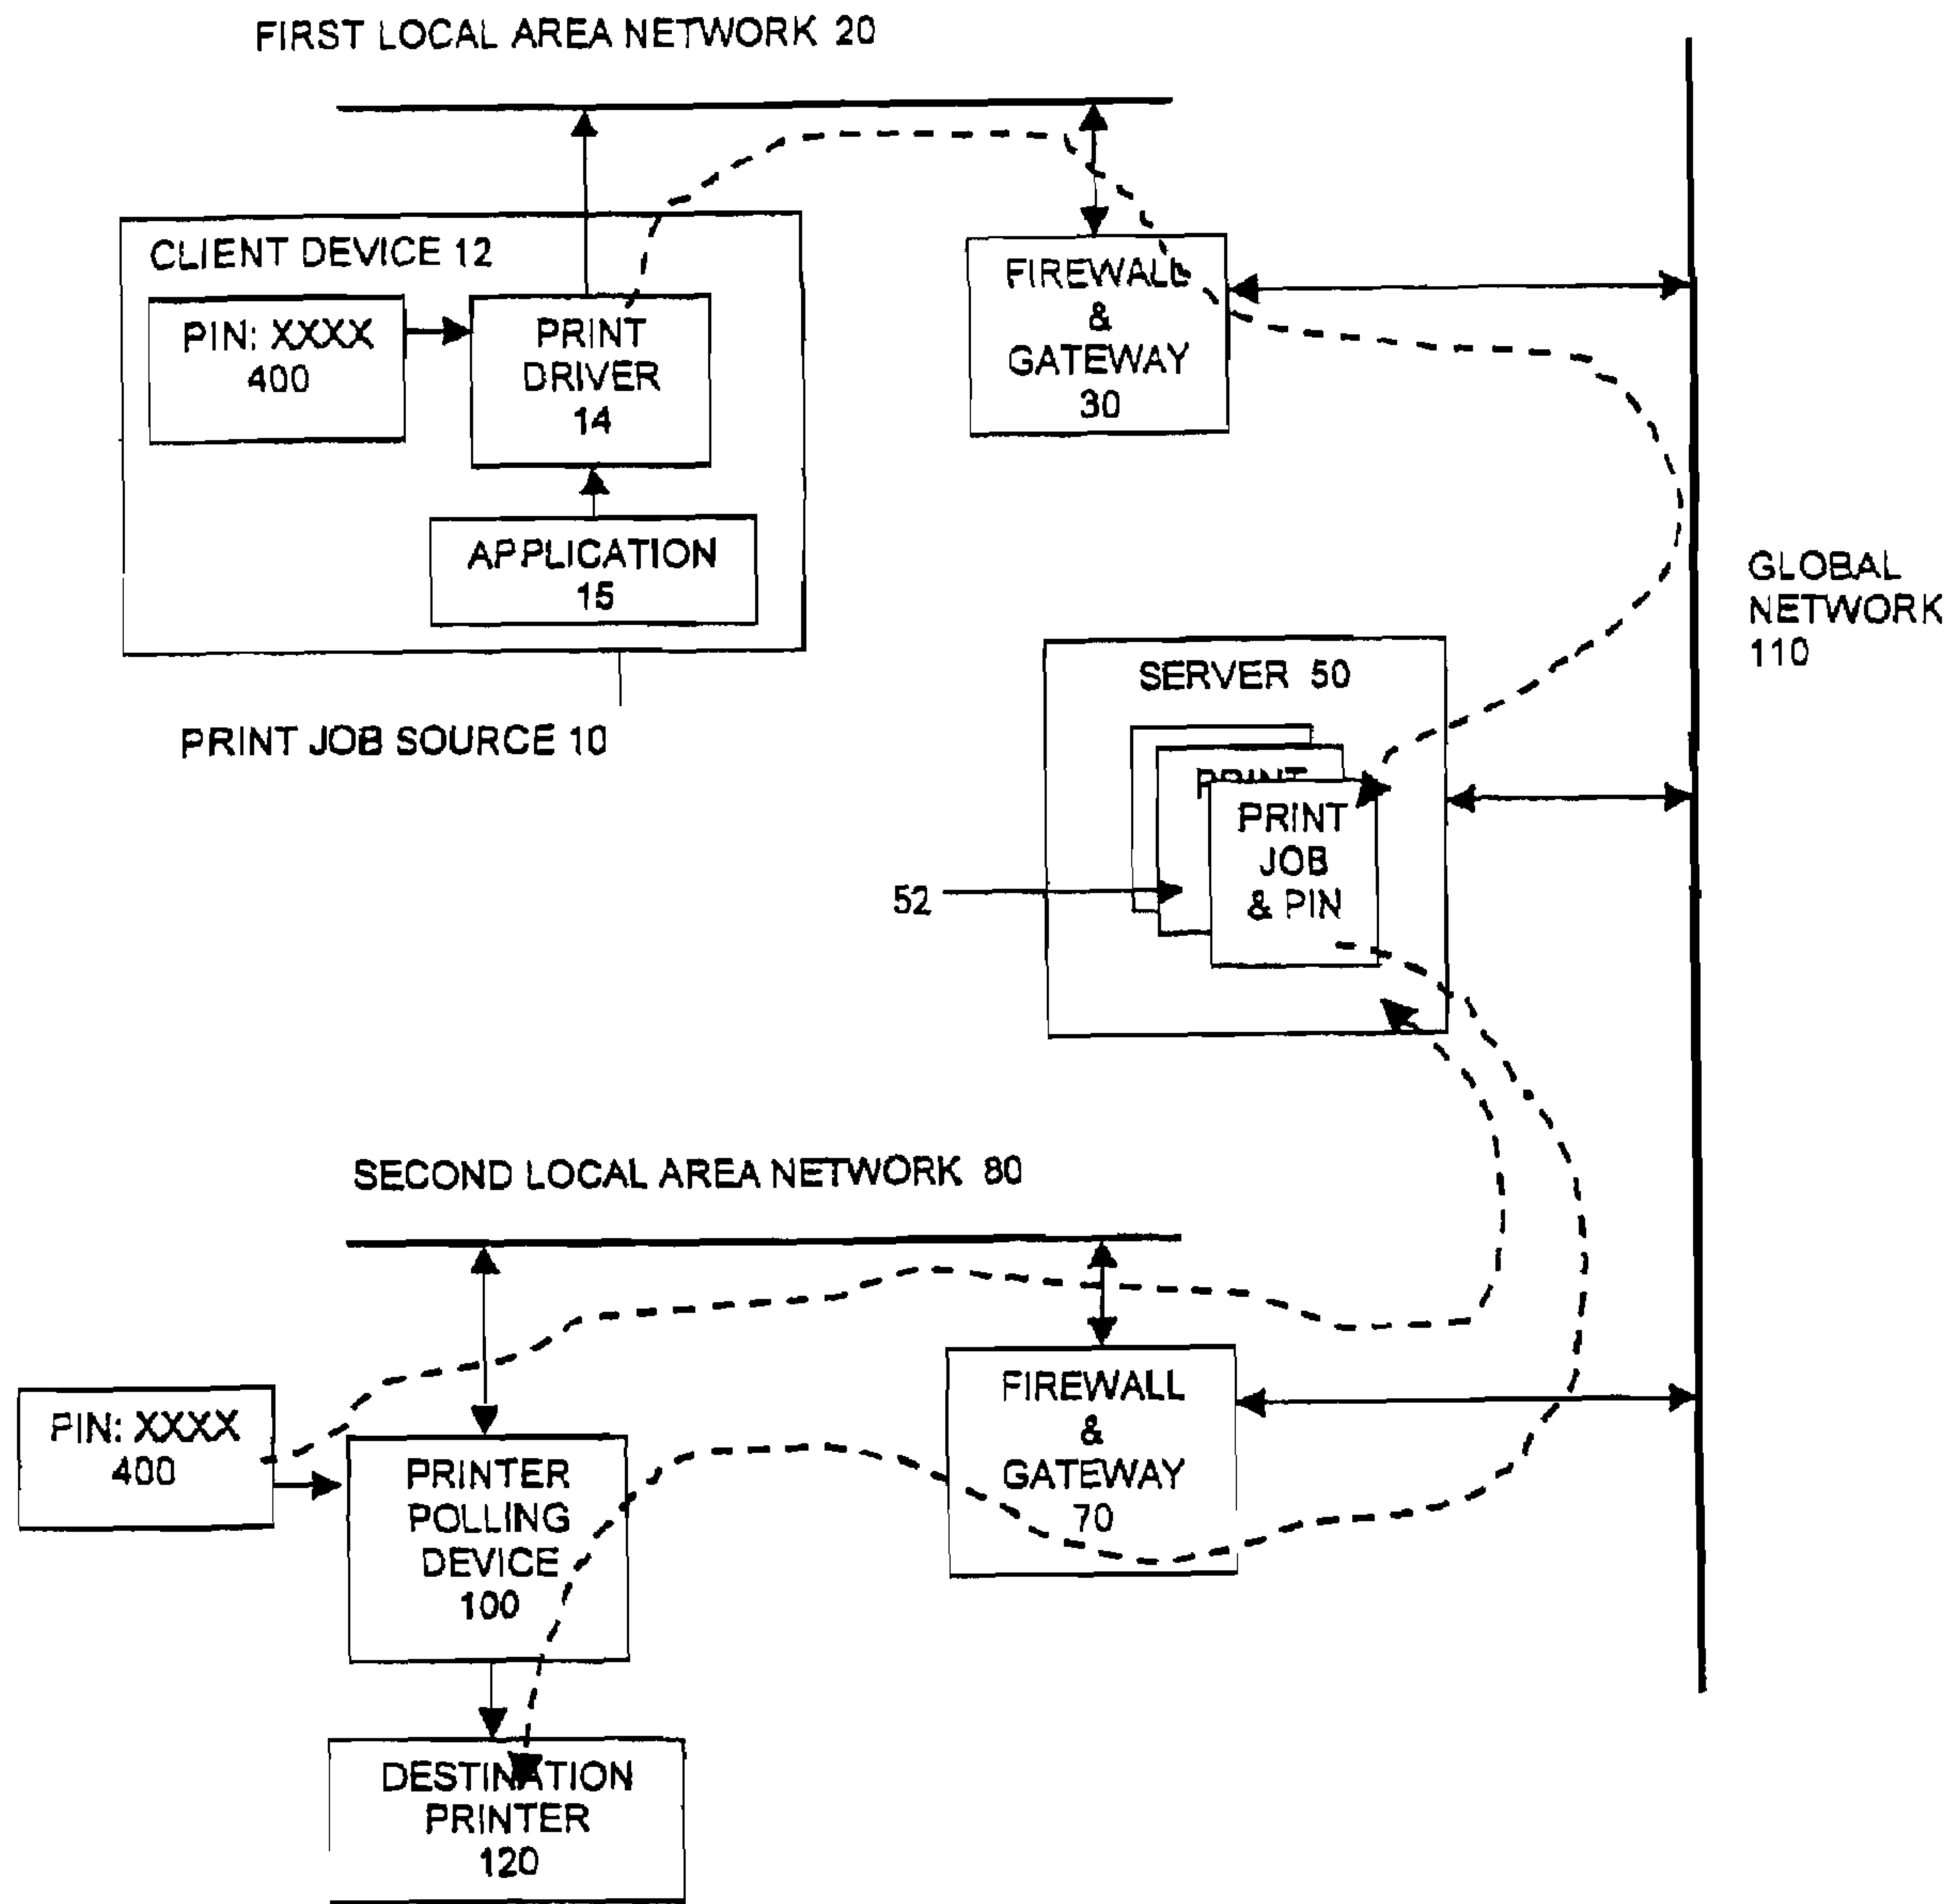 FIRST LOCAL AREA NETWORK 20
CLIENT DEVICE 12
PIN: XXXX
400
PRINT
DRIVER
14
APPLICATION
15
PRINT JOB SOURCE 10
FIREWALL
&
GATEWAY
30
GLOBAL
NETWORK
110
SERVER 50
PRINT
PRINT
JOB
& PIN
52
SECOND LOCAL AREA NETWORK 80
PIN: XXXX
400
PRINTER
POLLING
DEVICE
100
FIREWALL
&
GATEWAY
70
DESTINATION
PRINTER
120